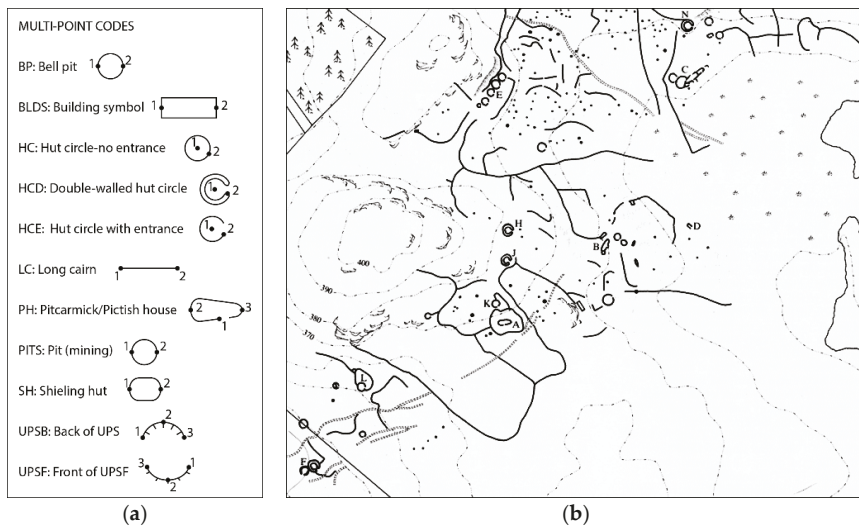 MULTI-POINT CODES
BP: Bell pit 1 2
BLDS: Building symbol 1 2
HC: Hut circle-no entrance 1 2
HCD: Double-walled hut circle 1 2
HCE: Hut circle with entrance 1 2
LC: Long cairn 1 2
PH: Pitcarmick/Pictish house 2 3 1
PITS: Pit (mining) 1 2
SH: Shieling hut 1 2
UPSB: Back of UPS 1 2 3
UPSF: Front of UPSF 3 2 1
(a)
N
C
E
D
H
B
J
400
390
K
L
A
380
370
I
F
(b)